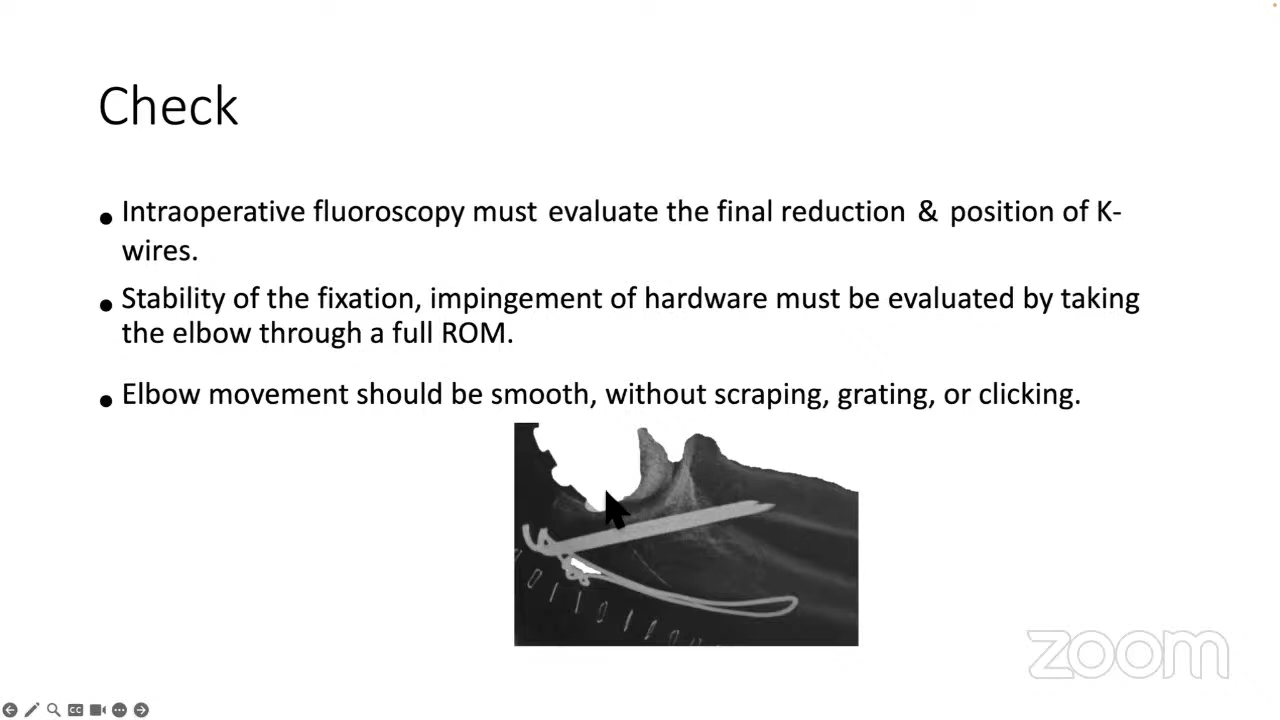 Check
• Intraoperative fluoroscopy must evaluate the final reduction & position of K-
wires.
• Stability of the fixation, impingement of hardware must be evaluated by taking
the elbow through a full ROM.
• Elbow movement should be smooth, without scraping, grating, or clicking.
zoom